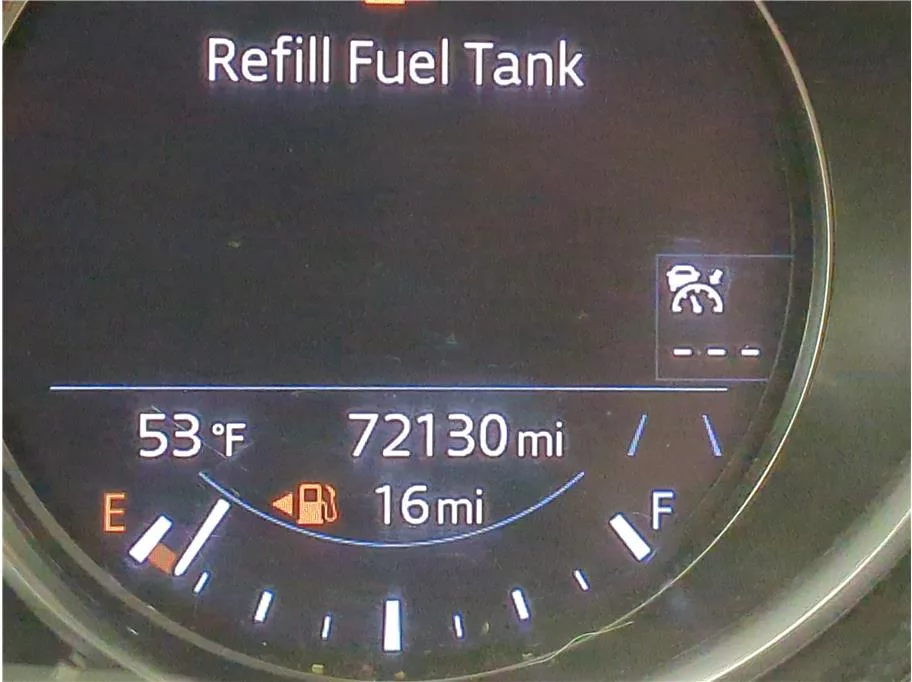 Refill Fuel Tank
---
53 °F 72130 mi
E 16 mi F